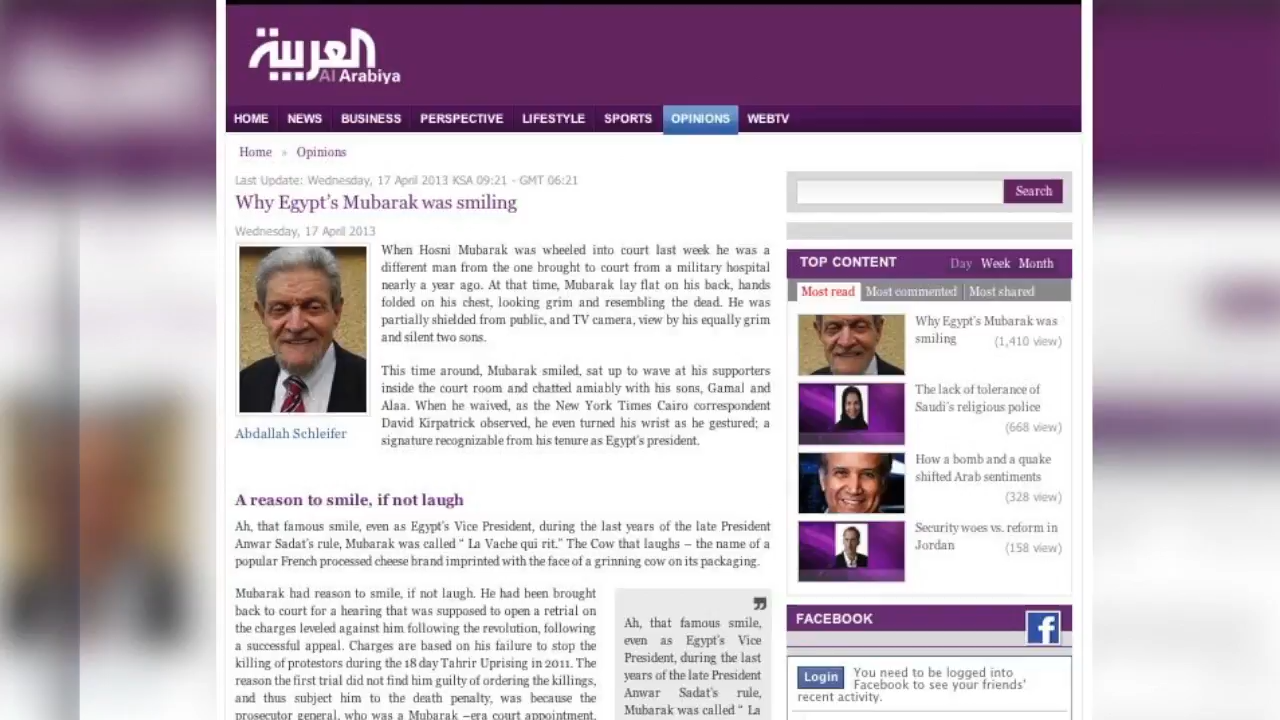 العربية
Al Arabiya
HOME NEWS BUSINESS PERSPECTIVE LIFESTYLE SPORTS OPINIONS WEBTV
Home » Opinions
Last Update: Wednesday, 17 April 2013 KSA 09:21 - GMT 06:21
Why Egypt's Mubarak was smiling
Wednesday, 17 April 2013
When Hosni Mubarak was wheeled into court last week he was a
different man from the one brought to court from a military hospital
nearly a year ago. At that time, Mubarak lay flat on his back, hands
folded on his chest, looking grim and resembling the dead. He was
partially shielded from public, and TV camera, view by his equally grim
and silent two sons.
This time around, Mubarak smiled, sat up to wave at his supporters
inside the court room and chatted amiably with his sons, Gamal and
Alaa. When he waived, as the New York Times Cairo correspondent
David Kirpatrick observed, he even turned his wrist as he gestured; a
signature recognizable from his tenure as Egypt's president.
Abdallah Schleifer
A reason to smile, if not laugh
Ah, that famous smile, even as Egypt's Vice President, during the last years of the late President
Anwar Sadat's rule, Mubarak was called “ La Vache qui rit.” The Cow that laughs – the name of a
popular French processed cheese brand imprinted with the face of a grinning cow on its packaging.
Mubarak had reason to smile, if not laugh. He had been brought
back to court for a hearing that was supposed to open a retrial on
the charges leveled against him following the revolution, following
a successful appeal. Charges are based on his failure to stop the
killing of protestors during the 18 day Tahrir Uprising in 2011. The
reason the first trial did not find him guilty of ordering the killings,
and thus subject him to the death penalty, was because the
prosecutor general, who was a Mubarak –era court appointment,
”
Ah, that famous smile,
even as Egypt's Vice
President, during the last
years of the late President
Anwar Sadat's rule,
Mubarak was called “ La
Search
TOP CONTENT Day Week Month
Most read Most commented Most shared
Why Egypt's Mubarak was
smiling (1,410 view)
The lack of tolerance of
Saudi's religious police
(668 view)
How a bomb and a quake
shifted Arab sentiments
(328 view)
Security woes vs. reform in
Jordan (158 view)
FACEBOOK f
Login You need to be logged into
Facebook to see your friends'
recent activity.